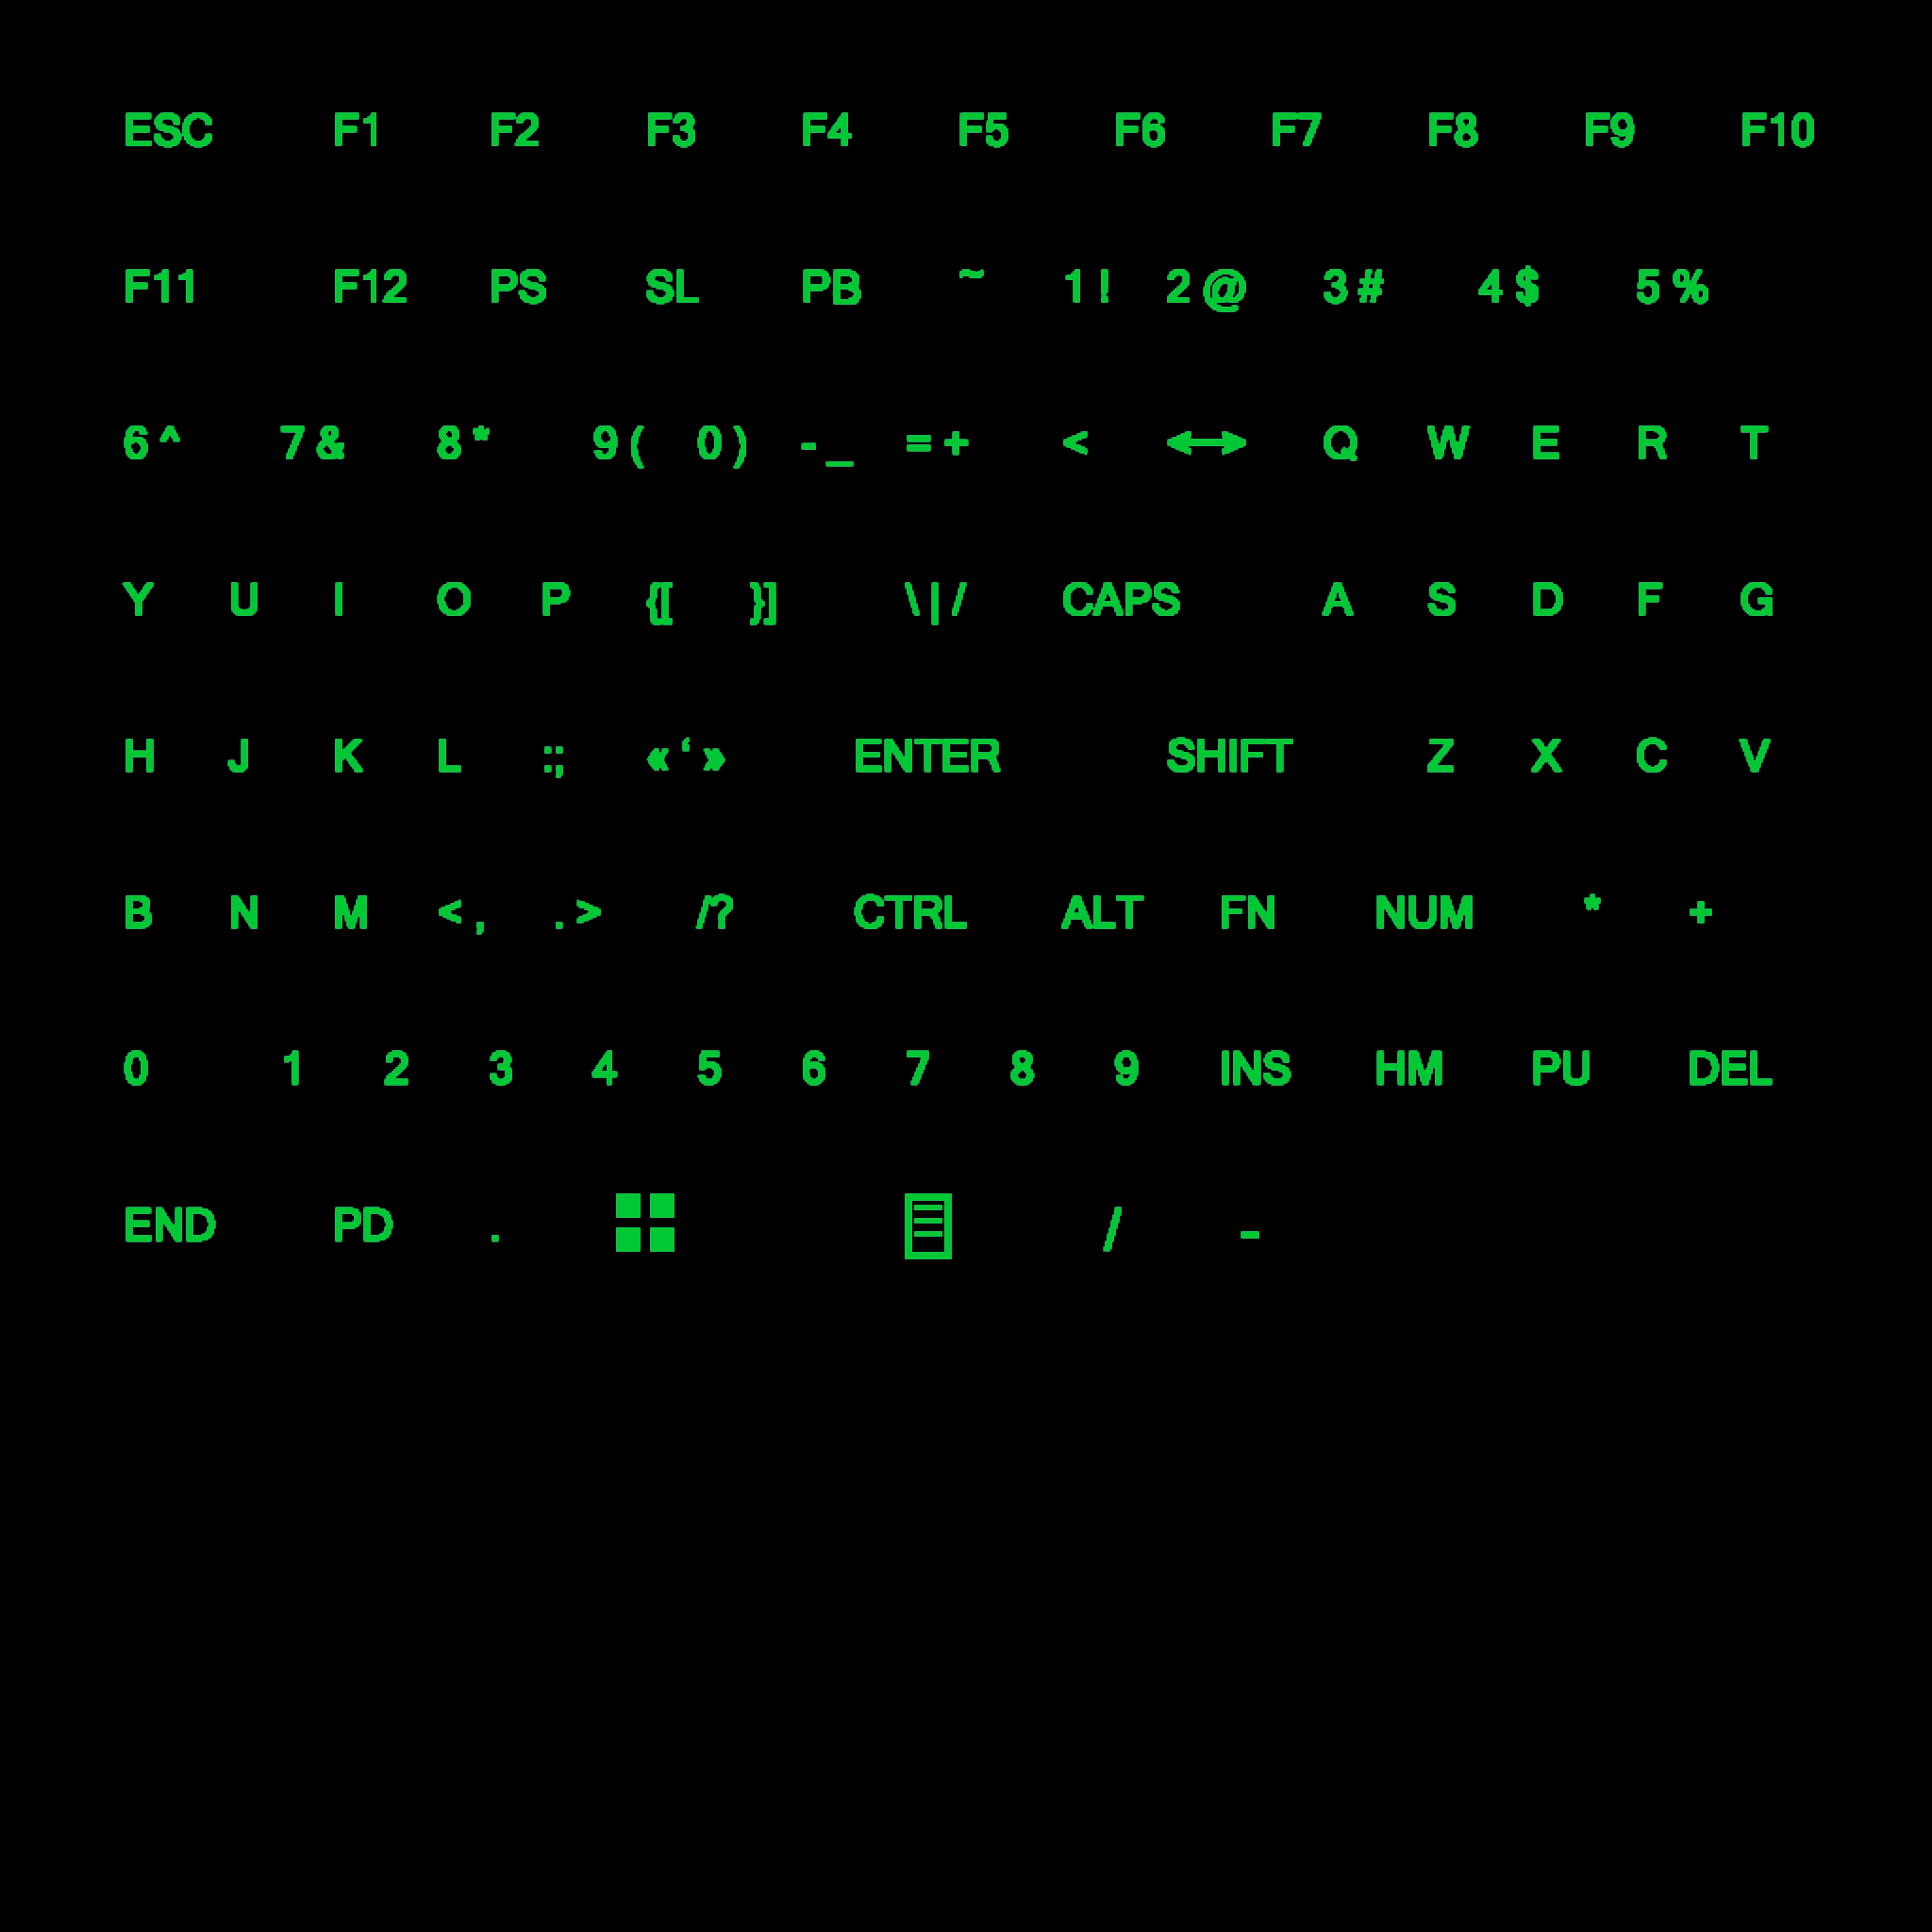 ESC F1 F2 F3 F4 F5 F6 F7 F8 F9 F10
F11 F12 PS SL PB ~ 1 ! 2 @ 3 # 4 $ 5 %
6 ^ 7 & 8 * 9 ( 0 ) - _ = + < ↔ Q W E R T
Y U I O P {[ }] \ | / CAPS A S D F G
H J K L :; « ‘ » ENTER SHIFT Z X C V
B N M < , . > /? CTRL ALT FN NUM * +
0 1 2 3 4 5 6 7 8 9 INS HM PU DEL
END PD . / -